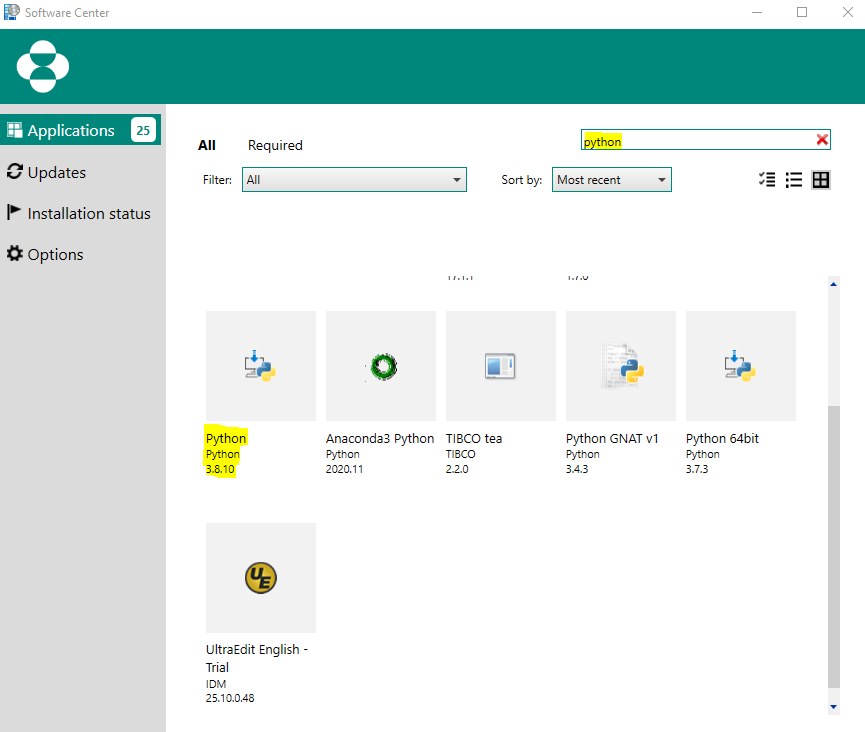 Software Center
Applications
25
Updates
Installation status
Options
All
Required
python
Filter:
All
Sort by:
Most recent
Python
Python
3.8.10
Anaconda3 Python
Python
2020.11
TIBCO tea
TIBCO
2.2.0
Python GNAT v1
Python
3.4.3
Python 64bit
Python
3.7.3
UE
UltraEdit English -
Trial
IDM
25.10.0.48